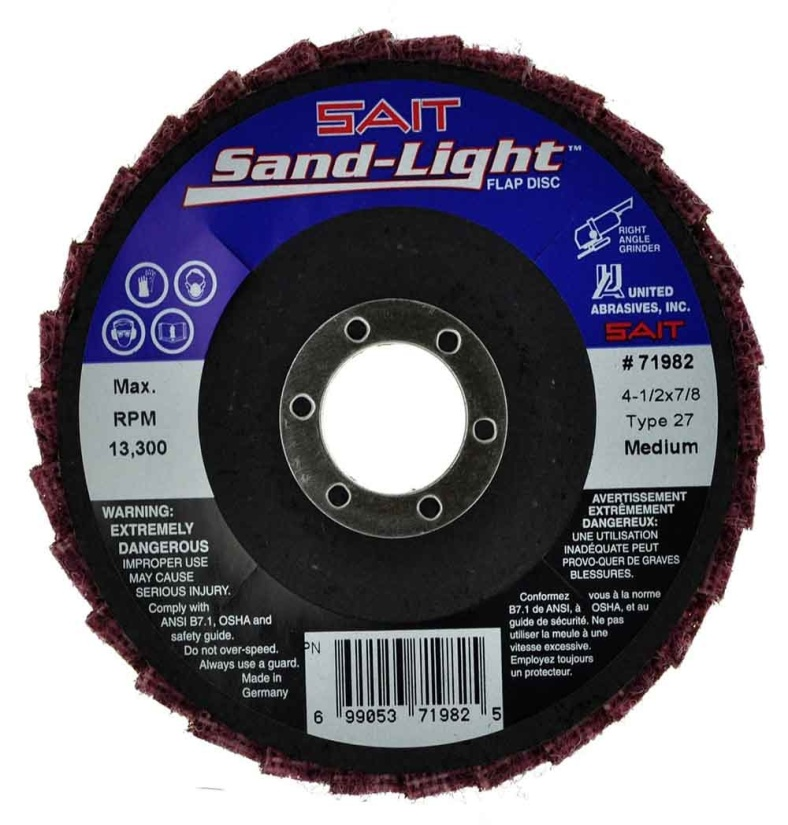 SAIT
Sand-Light™
FLAP DISC
RIGHT
ANGLE
GRINDER
UNITED
ABRASIVES, INC.
SAIT
Max.
RPM
13,300
# 71982
4-1/2x7/8
Type 27
Medium
WARNING:
EXTREMELY
DANGEROUS
IMPROPER USE
MAY CAUSE
SERIOUS INJURY.
Comply with
ANSI B7.1, OSHA and
safety guide.
Do not over-speed.
Always use a guard.
Made in
Germany
AVERTISSEMENT
EXTRÊMEMENT
DANGEREUX:
UNE UTILISATION
INADÉQUATE PEUT
PROVO-QUER DE GRAVES
BLESSURES.
Conformez vous à la norme
B7.1 de ANSI, à OSHA, et au
guide de sécurité. Ne pas
utiliser la meule à une
vitesse excessive.
Employez toujours
un protecteur.
PN
6 99053 71982 5